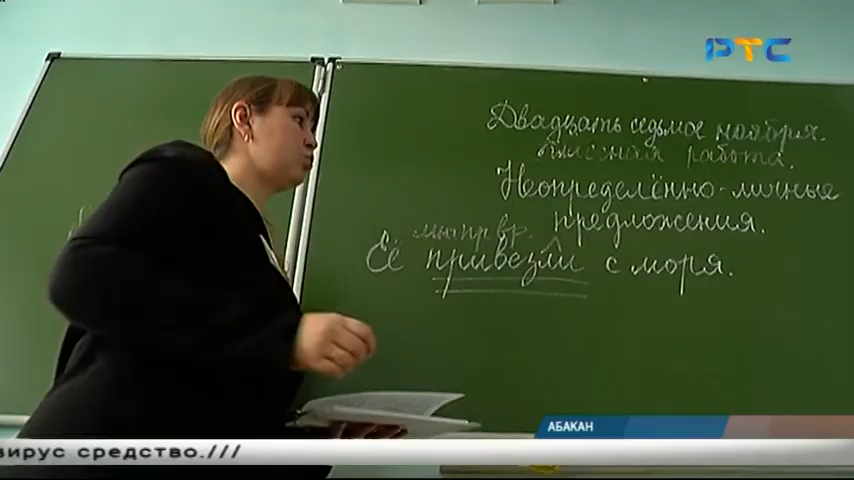 РТС
Двадцать седьмое ноября.
Классная работа.
Неопределённо-личные
предложения.
мн.ч пр.вр.
Её привезли с моря.
АБАКАН
вирус средство.///